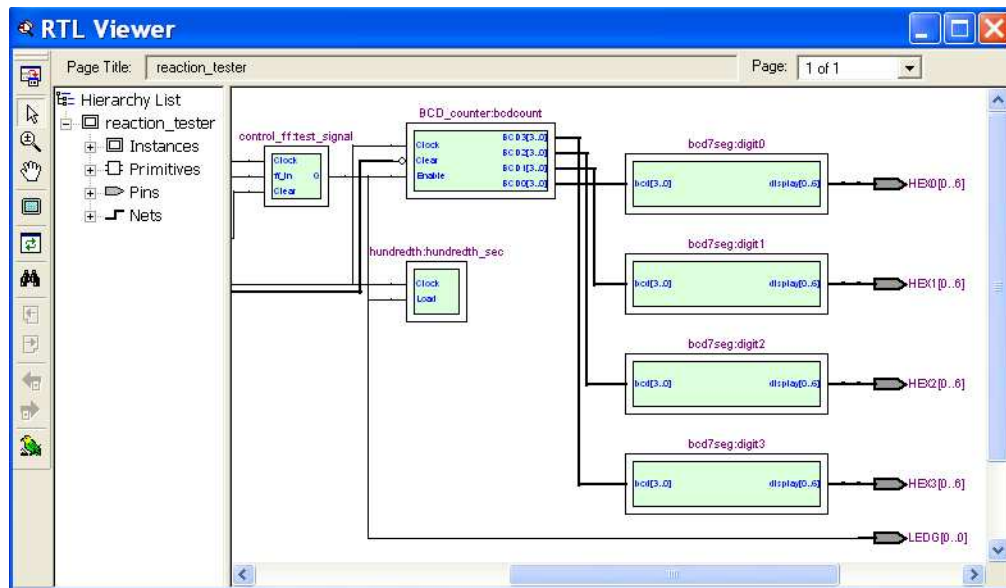 RTL Viewer
Page Title: reaction_tester
Page: 1 of 1
Hierarchy List
reaction_tester
Instances
Primitives
Pins
Nets
control_ff:test_signal
Clock
ff_in Q
Clear
BCD_counter:bcdcount
Clock
Clear
Enable
BCD3[3..0]
BCD2[3..0]
BCD1[3..0]
BCD0[3..0]
hundredth:hundredth_sec
Clock
Load
bcd7seg:digit0
bcd[3..0] display[0..6]
HEX0[0..6]
bcd7seg:digit1
bcd[3..0] display[0..6]
HEX1[0..6]
bcd7seg:digit2
bcd[3..0] display[0..6]
HEX2[0..6]
bcd7seg:digit3
bcd[3..0] display[0..6]
HEX3[0..6]
LEDG[0..0]